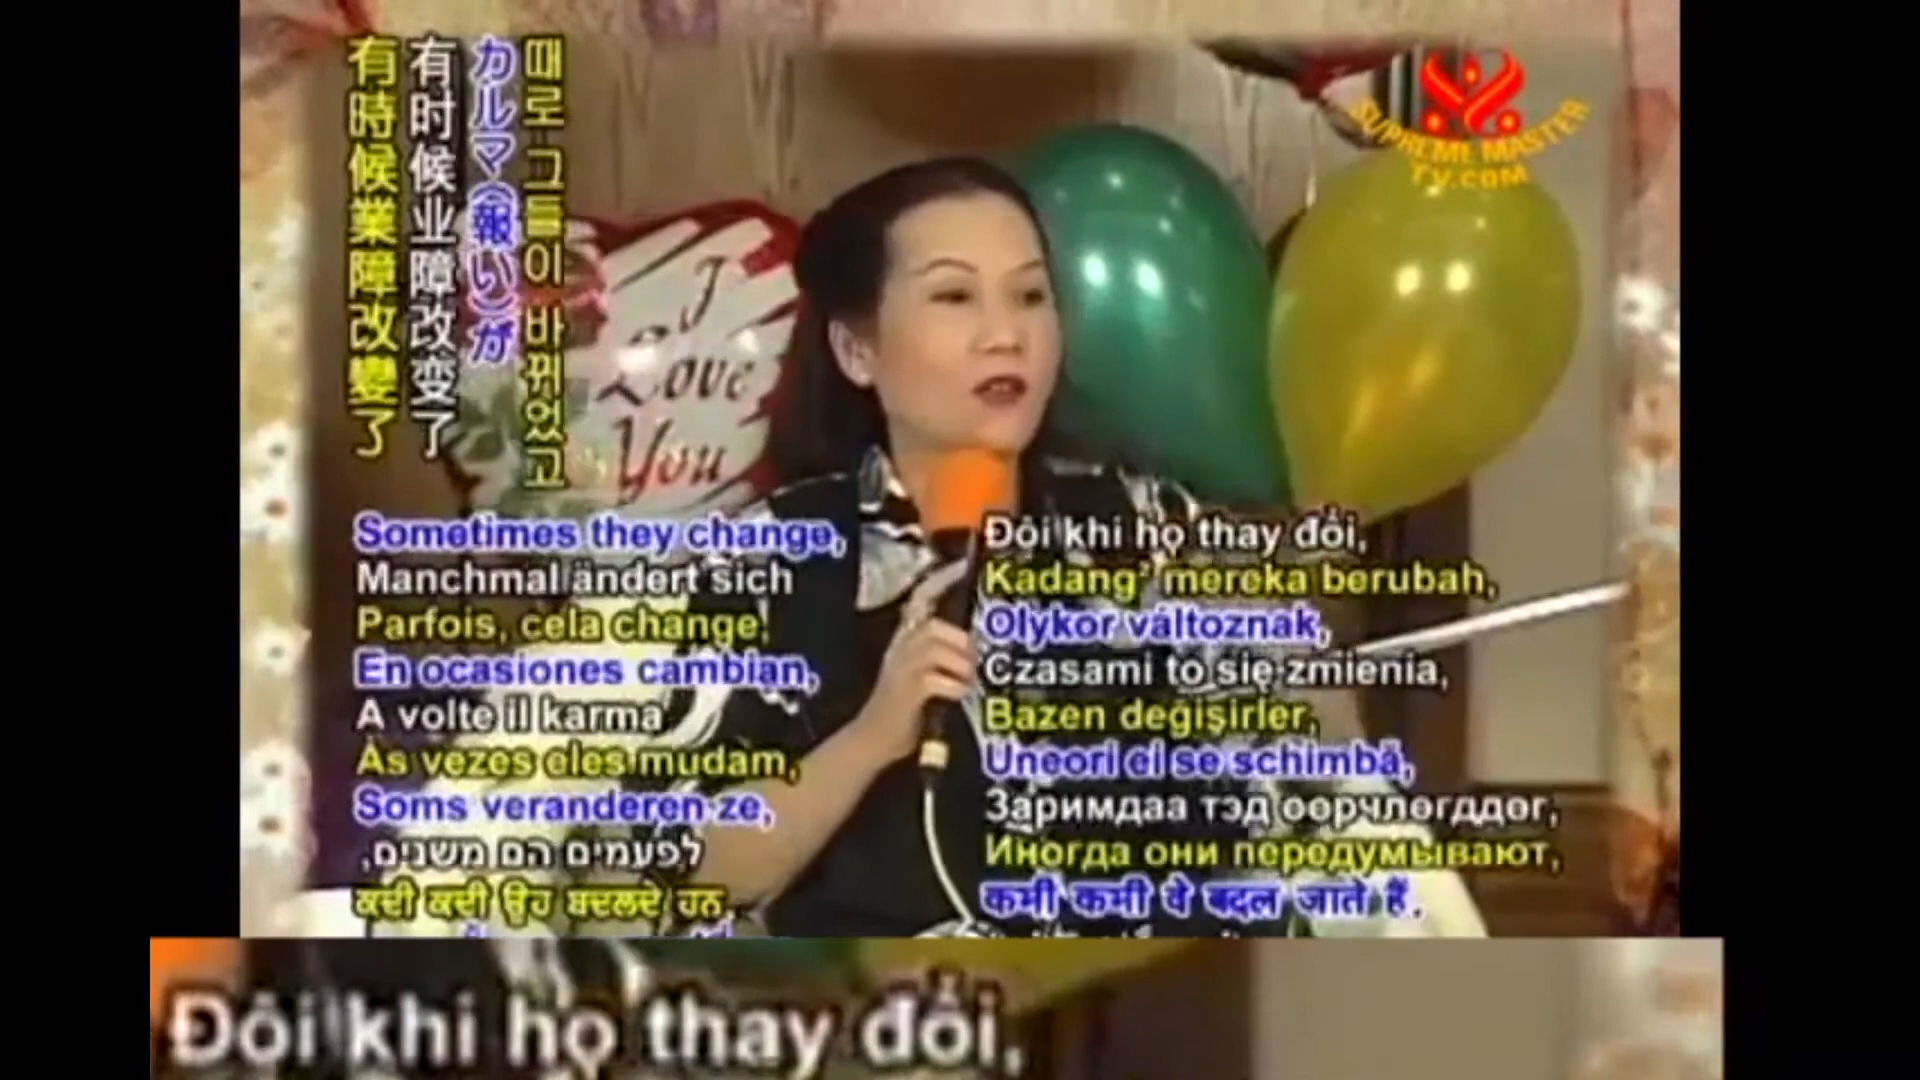 有時候業障改變了
有时候业障改变了
カルマ(報い)が
때로 그들이 바뀌었고
SUPREME MASTER
TV.COM
I
Love
You
Sometimes they change,
Manchmal ändert sich
Parfois, cela change,
En ocasiones cambian,
A volte il karma
Às vezes eles mudam,
Soms veranderen ze,
לפעמים הם משנים,
ਕਦੀ ਕਦੀ ਉਹ ਬਦਲਦੇ ਹਨ,
Đôi khi họ thay đổi,
Kadang² mereka berubah,
Olykor változnak,
Czasami to się zmienia,
Bazen değişirler,
Uneori ei se schimbă,
Заримдаа тэд өөрчлөгддөг,
Иногда они передумывают,
कभी कभी वे बदल जाते हैं.
Đôi khi họ thay đổi,